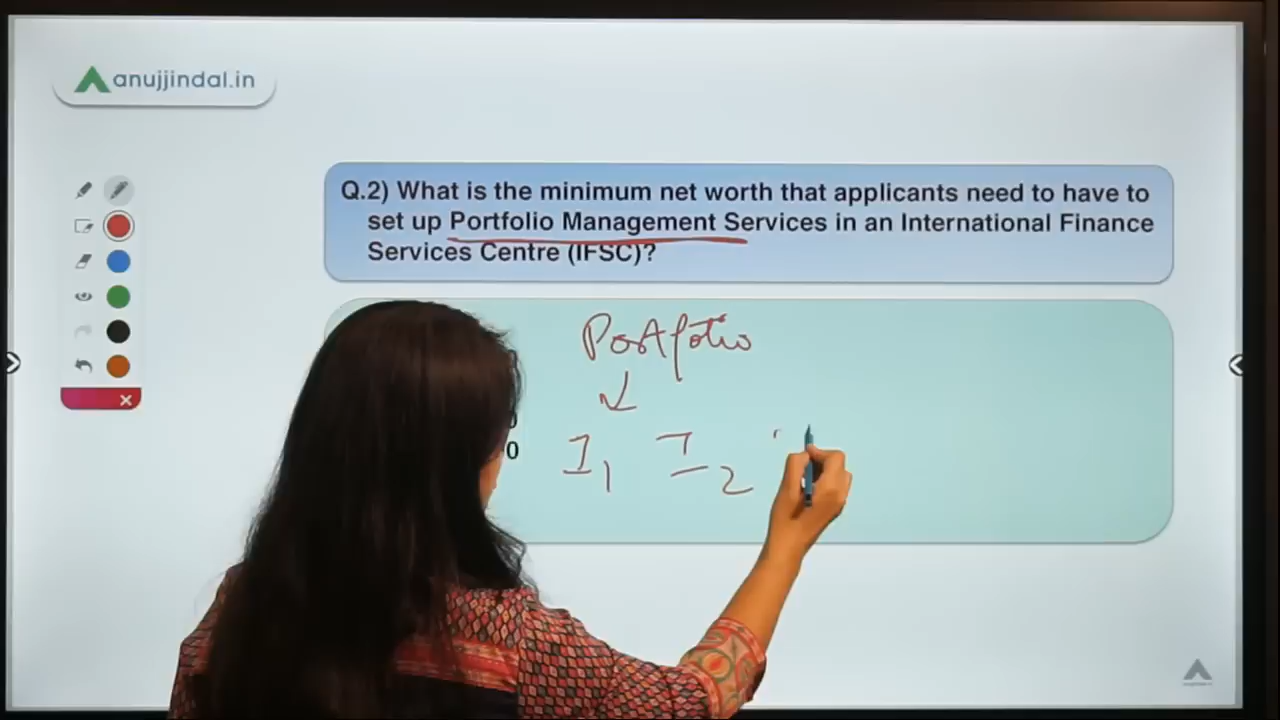 anujjindal.in
Q.2) What is the minimum net worth that applicants need to have to
set up Portfolio Management Services in an International Finance
Services Centre (IFSC)?
Portfolio
0
I1 I2